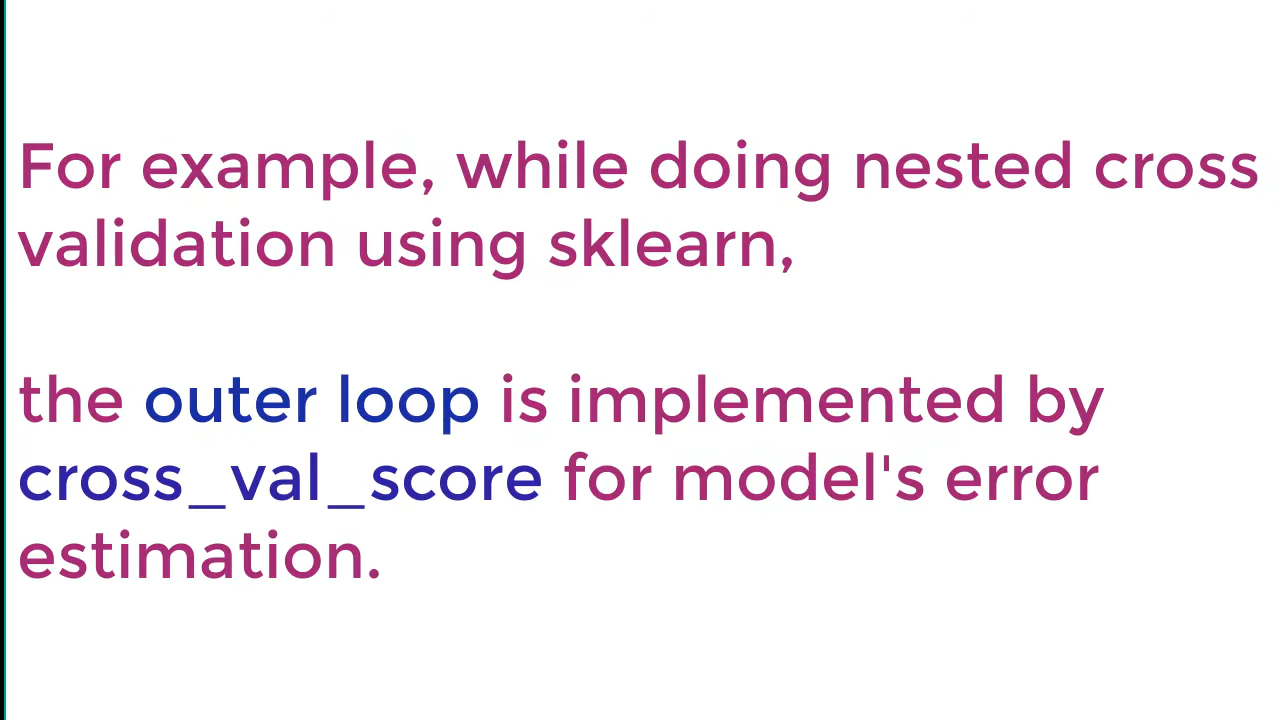 For example, while doing nested cross
validation using sklearn,
the outer loop is implemented by
cross_val_score for model's error
estimation.